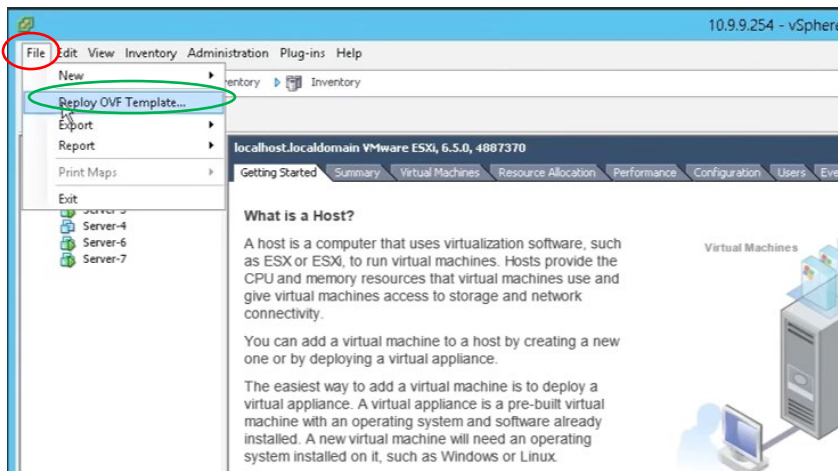 10.9.9.254 - vSphere
File Edit View Inventory Administration Plug-ins Help
New
Inventory
Deploy OVF Template...
Export
Report
Print Maps
Exit
localhost.localdomain VMware ESXi, 6.5.0, 4887370
Getting Started Summary Virtual Machines Resource Allocation Performance Configuration Users
Server-4
Server-6
Server-7
What is a Host?
A host is a computer that uses virtualization software, such
as ESX or ESXi, to run virtual machines. Hosts provide the
CPU and memory resources that virtual machines use and
give virtual machines access to storage and network
connectivity.
You can add a virtual machine to a host by creating a new
one or by deploying a virtual appliance.
The easiest way to add a virtual machine is to deploy a
virtual appliance. A virtual appliance is a pre-built virtual
machine with an operating system and software already
installed. A new virtual machine will need an operating
system installed on it, such as Windows or Linux.
Virtual Machines